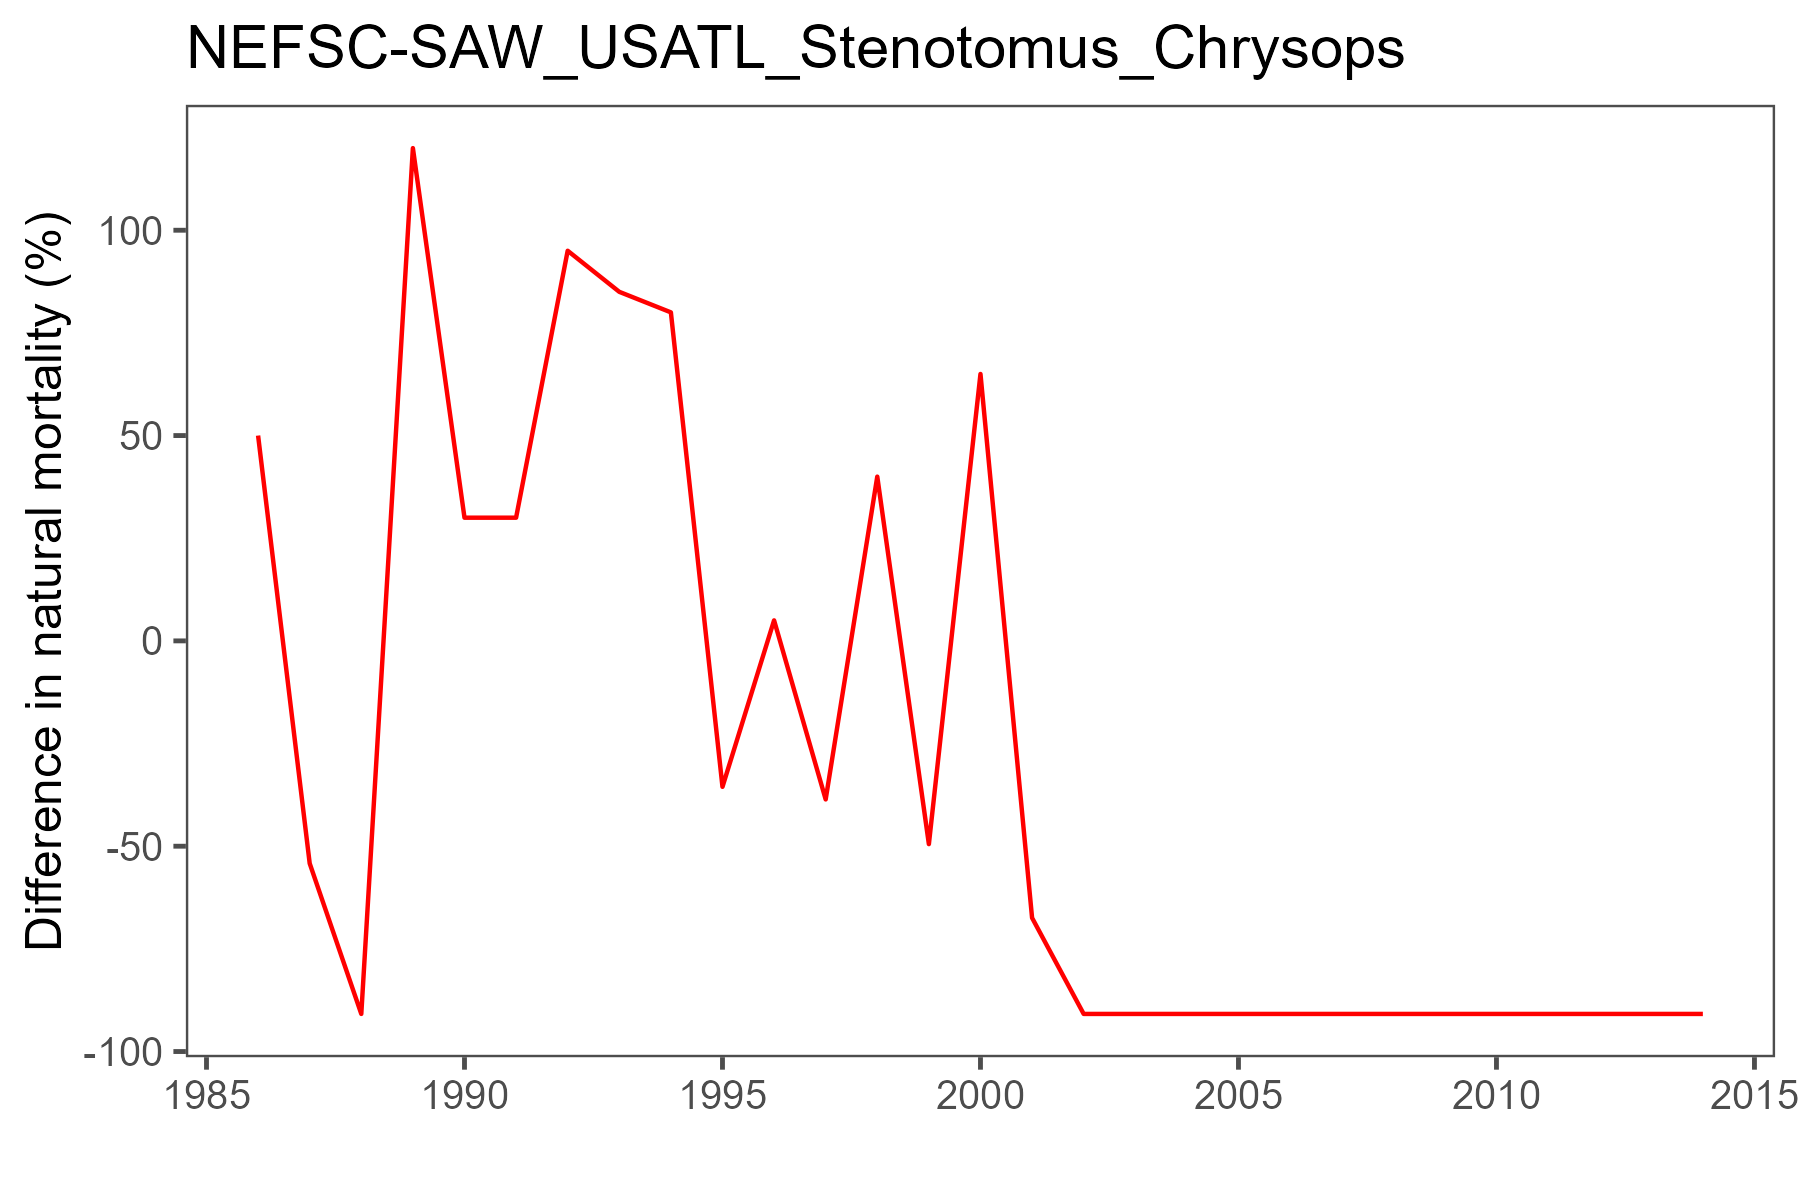 NEFSC-SAW_USATL_Stenotomus_Chrysops
Difference in natural mortality (%)
100
50
0
-50
-100
1985 1990 1995 2000 2005 2010 2015